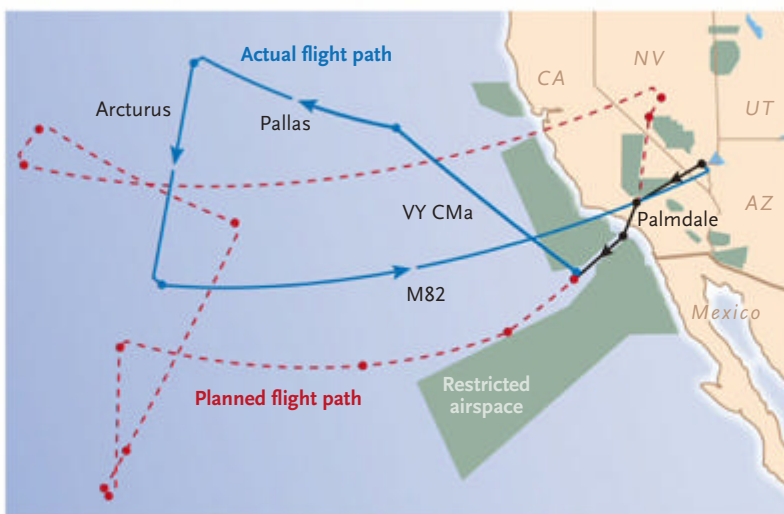 Actual flight path
NV
CA
UT
Arcturus
Pallas
VY CMa
AZ
Palmdale
M82
Mexico
Restricted
airspace
Planned flight path